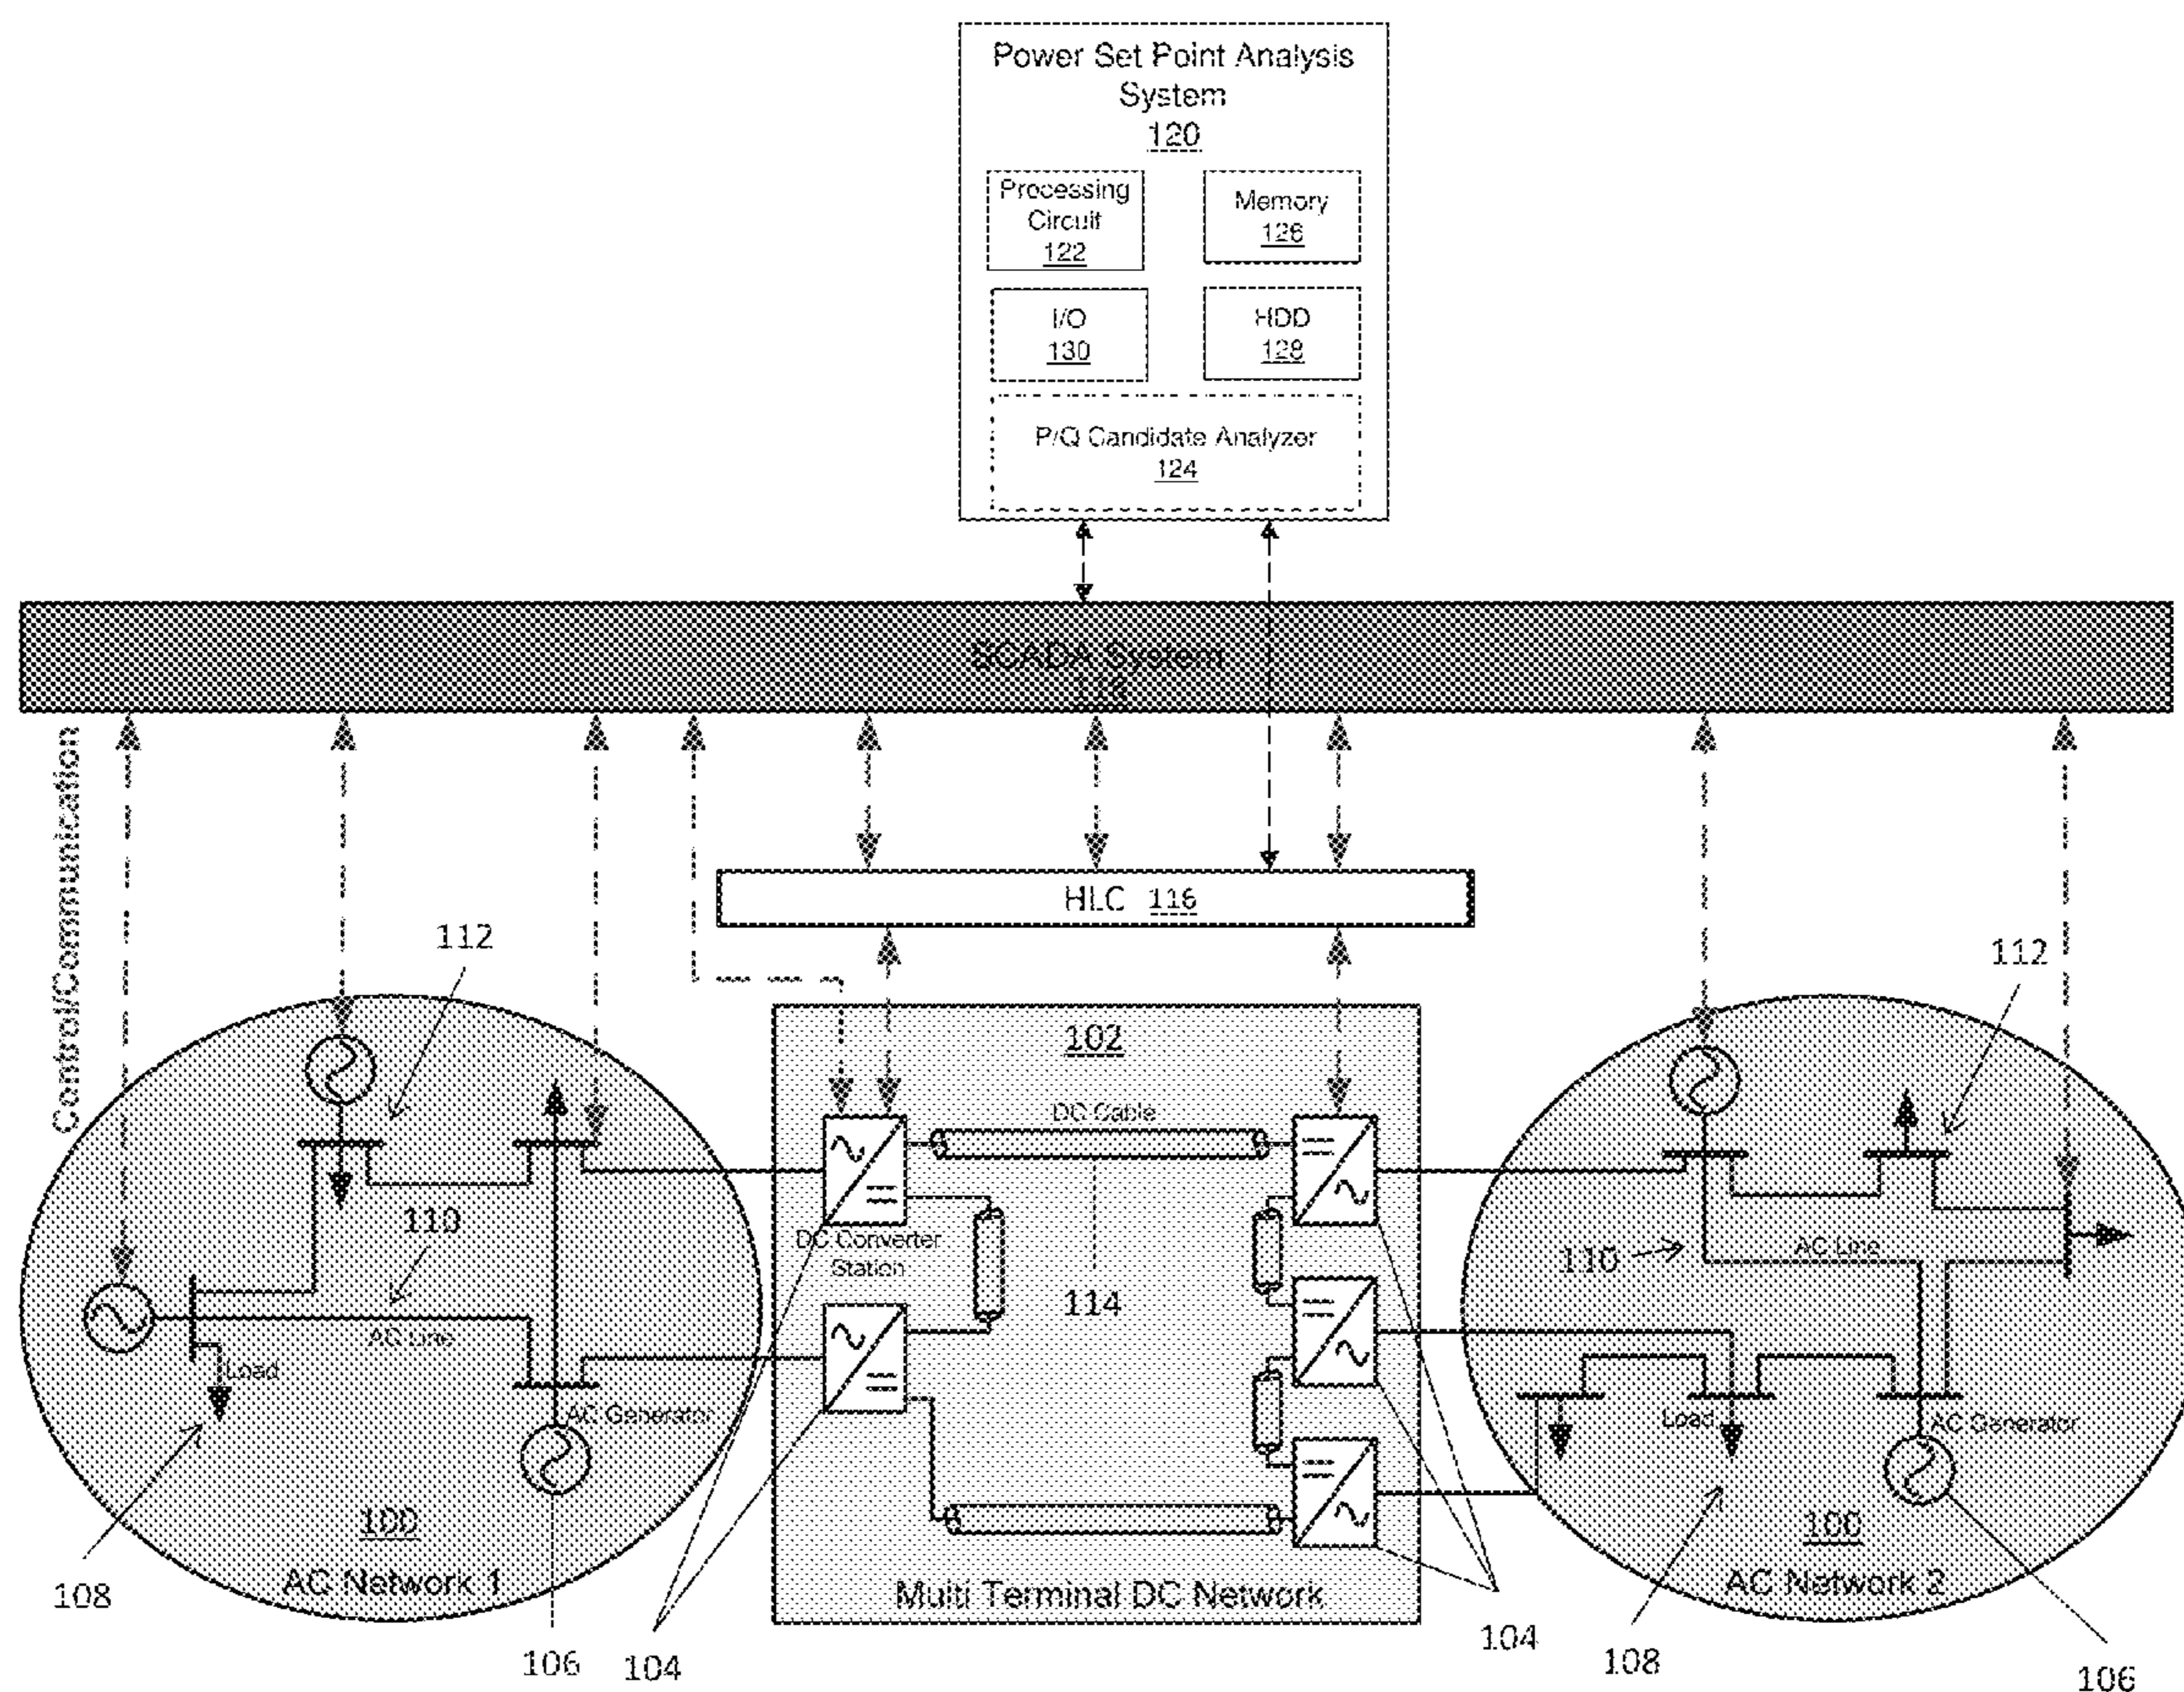 Power Set Point Analysis
System
120
Processing
Circuit
122
Memory
126
I/O
130
HDD
128
P/Q Candidate Analyzer
124
SCADA System
118
Control/Communication
HLC 116
112
112
102
DC Cable
110
DC Converter
Station
114
110
AC Line
AC Line
Load
AC Generator
Load
AC Generator
100
100
AC Network 1
Multi Terminal DC Network
AC Network 2
108
106
104
104
108
106